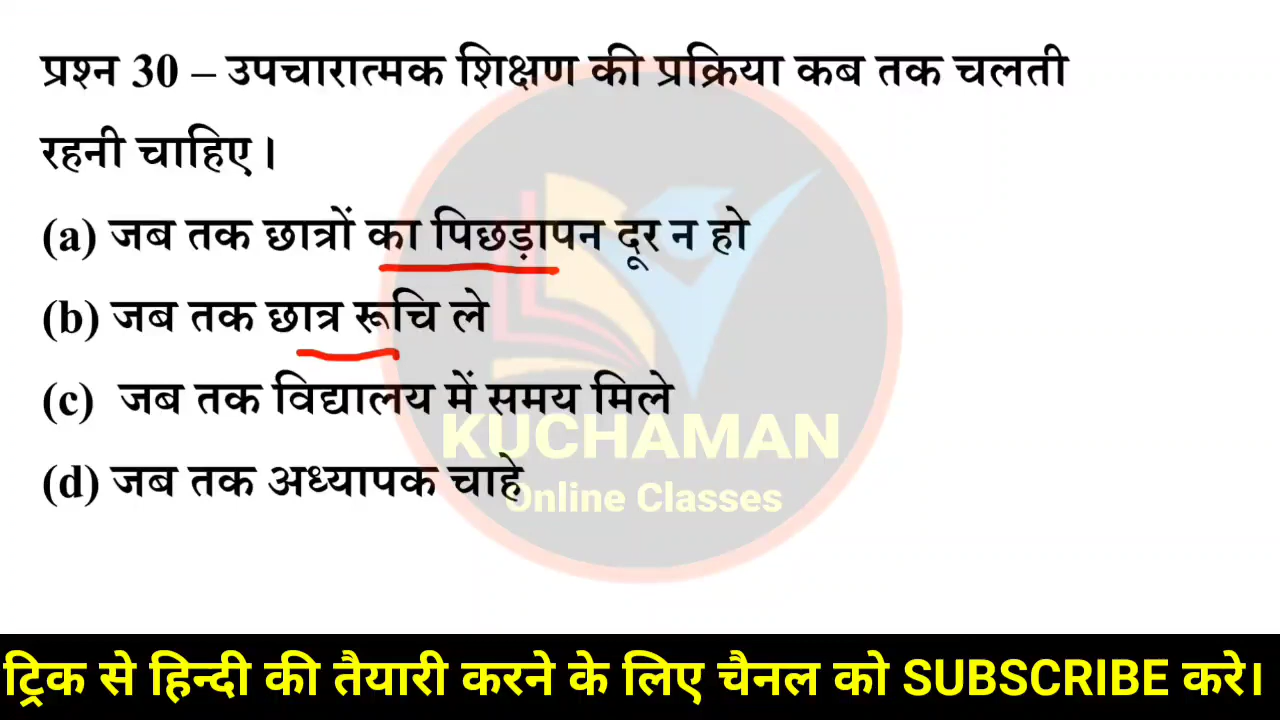 प्रश्न 30 – उपचारात्मक शिक्षण की प्रक्रिया कब तक चलती
रहनी चाहिए।
(a) जब तक छात्रों का पिछड़ापन दूर न हो
(b) जब तक छात्र रूचि ले
(c) जब तक विद्यालय में समय मिले
(d) जब तक अध्यापक चाहे
KUCHAMAN
Online Classes
ट्रिक से हिन्दी की तैयारी करने के लिए चैनल को SUBSCRIBE करे।